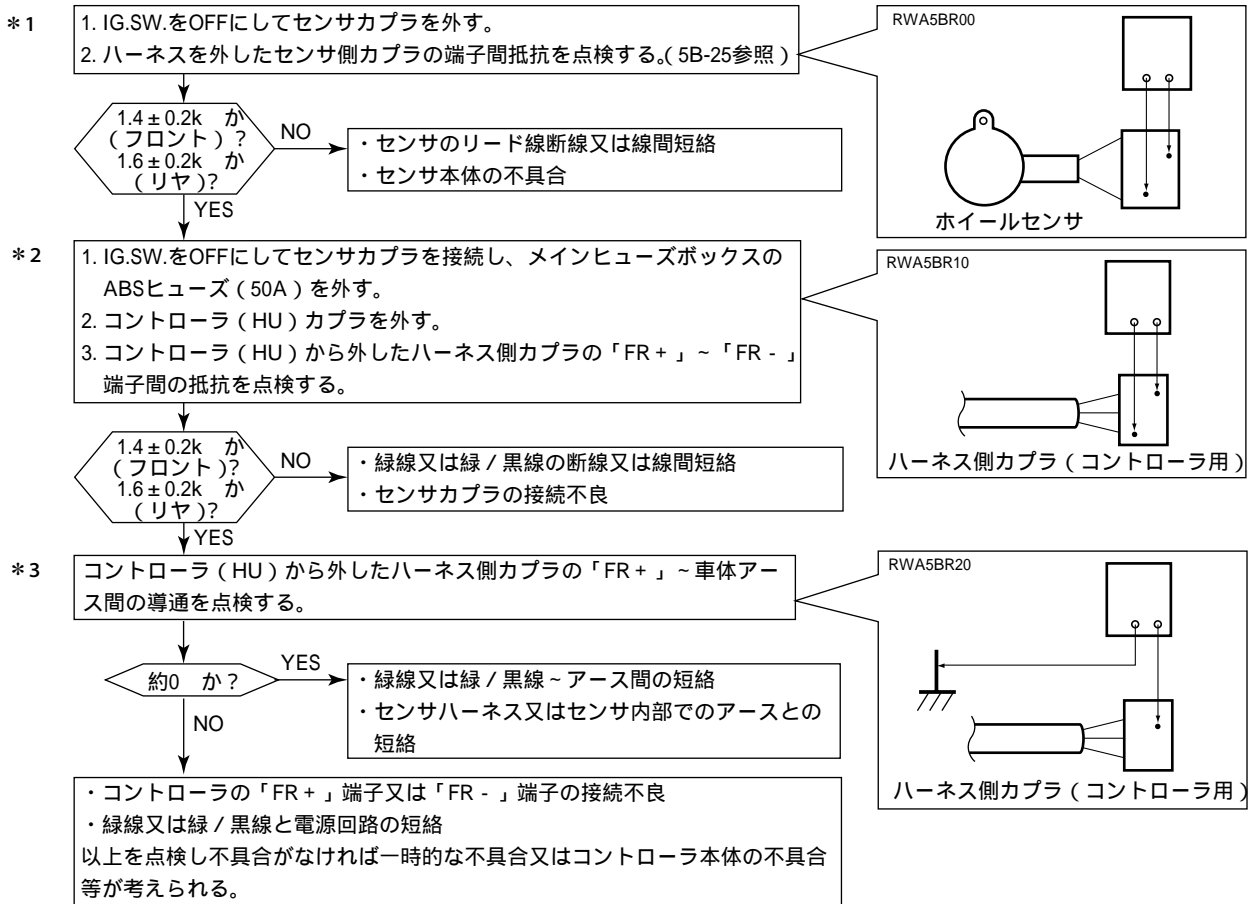 *1
1. IG.SW.をOFFにしてセンサカプラを外す。
2. ハーネスを外したセンサ側カプラの端子間抵抗を点検する。（5B-25参照）
RWA5BR00
ホイールセンサ
1.4±0.2k か
（フロント）？
1.6±0.2k か
（リヤ）？
NO
・センサのリード線断線又は線間短絡
・センサ本体の不具合
YES
*2
1. IG.SW.をOFFにしてセンサカプラを接続し、メインヒューズボックスの
ABSヒューズ（50A）を外す。
2. コントローラ（HU）カプラを外す。
3. コントローラ（HU）から外したハーネス側カプラの「FR+」~「FR-」
端子間の抵抗を点検する。
RWA5BR10
ハーネス側カプラ（コントローラ用）
1.4±0.2k か
（フロント）？
1.6±0.2k か
（リヤ）？
NO
・緑線又は緑/黒線の断線又は線間短絡
・センサカプラの接続不良
YES
*3
コントローラ（HU）から外したハーネス側カプラの「FR+」~車体アー
ス間の導通を点検する。
RWA5BR20
ハーネス側カプラ（コントローラ用）
約0 か？
YES
・緑線又は緑/黒線~アース間の短絡
・センサハーネス又はセンサ内部でのアースとの
短絡
NO
・コントローラの「FR+」端子又は「FR-」端子の接続不良
・緑線又は緑/黒線と電源回路の短絡
以上を点検し不具合がなければ一時的な不具合又はコントローラ本体の不具合
等が考えられる。